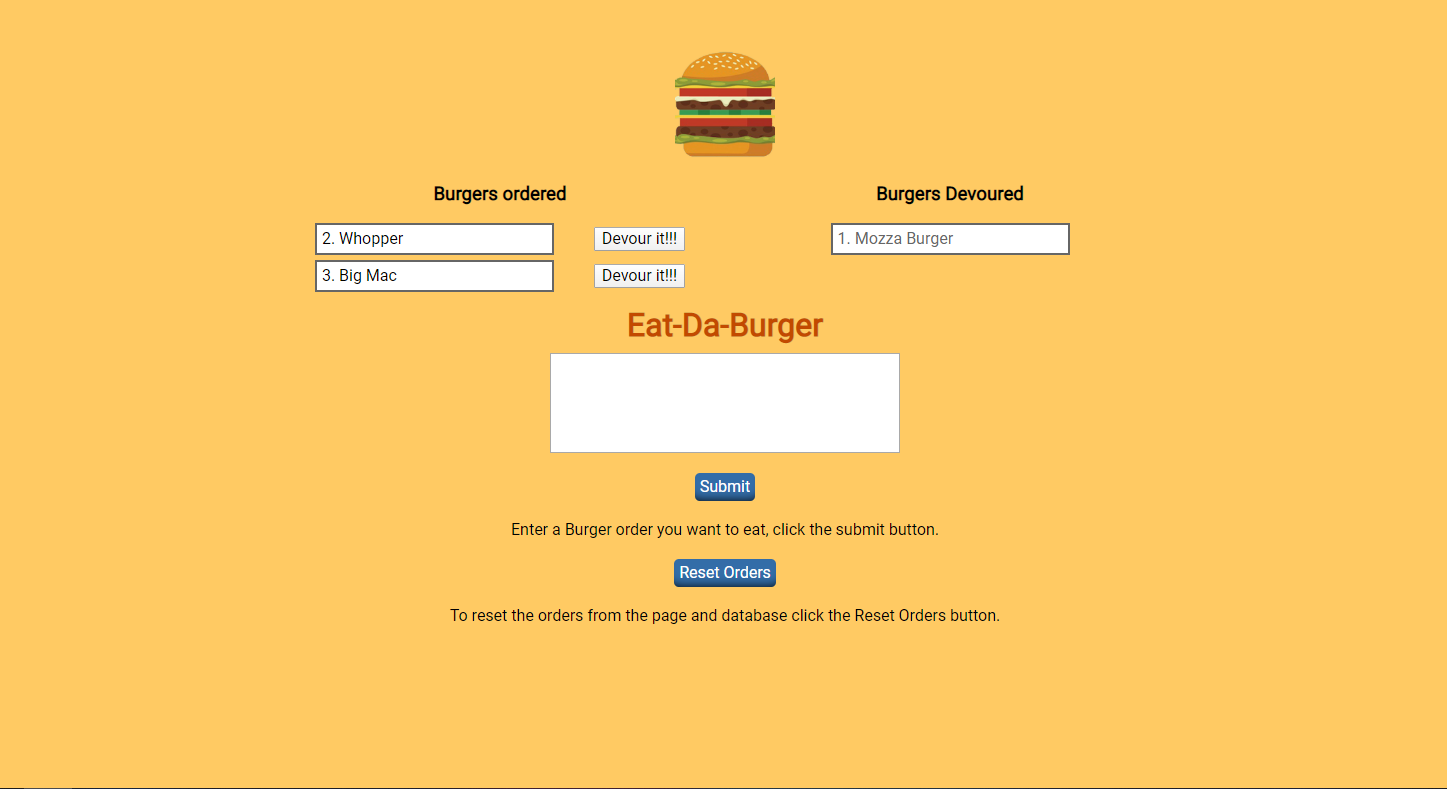 Burgers ordered
Burgers Devoured
2. Whopper
Devour it!!!
1. Mozza Burger
3. Big Mac
Devour it!!!
Eat-Da-Burger
Submit
Enter a Burger order you want to eat, click the submit button.
Reset Orders
To reset the orders from the page and database click the Reset Orders button.